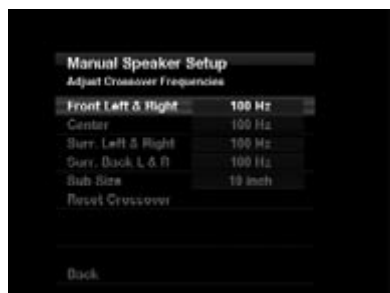 Manual Speaker Setup
Adjust Crossover Frequencies
Front Left & Right 100 Hz
Center 100 Hz
Surr. Left & Right 100 Hz
Surr. Back L & R 100 Hz
Sub Size 10 inch
Reset Crossover
Back